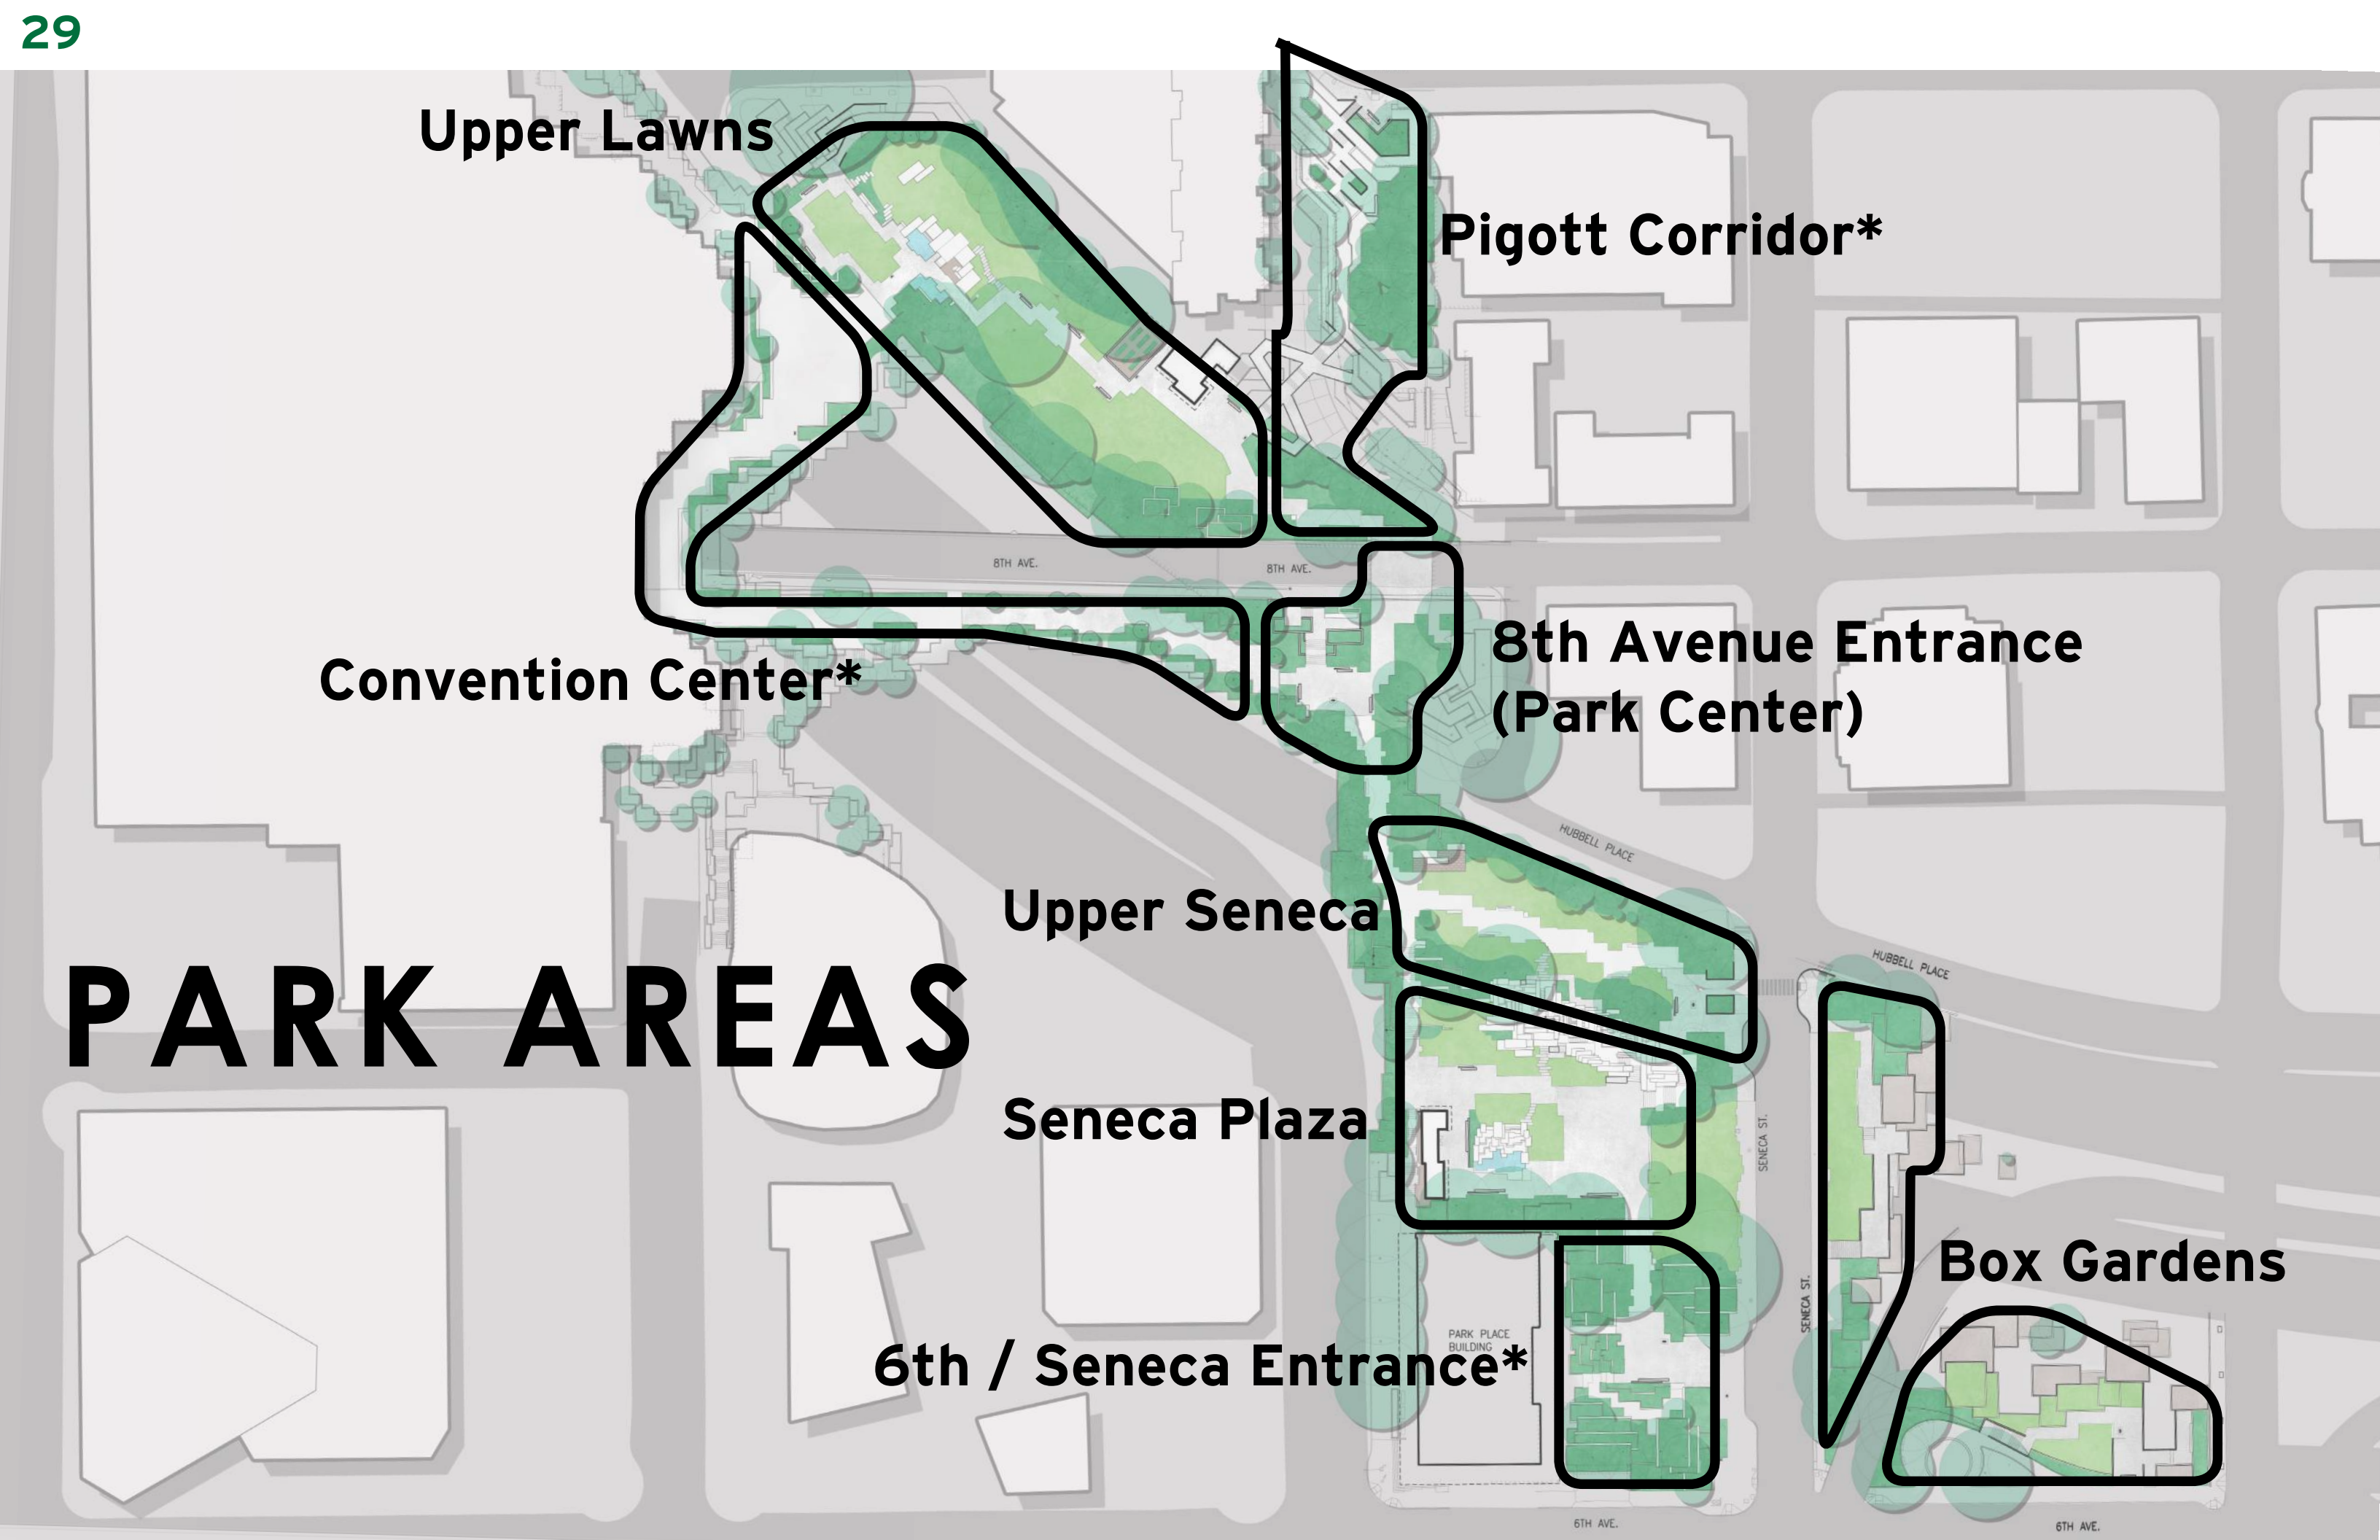 29
Upper Lawns
Pigott Corridor*
8TH AVE.
8TH AVE.
8th Avenue Entrance
(Park Center)
Convention Center*
HUBBELL PLACE
Upper Seneca
HUBBELL PLACE
PARK AREAS
Seneca Plaza
SENECA ST.
SENECA ST.
Box Gardens
PARK PLACE
BUILDING
6th / Seneca Entrance*
6TH AVE.
6TH AVE.